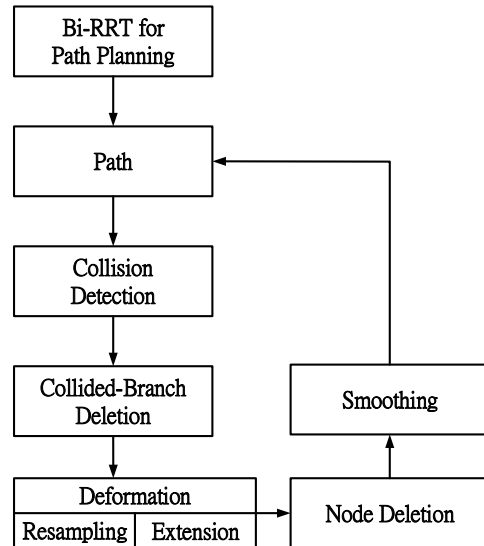 Bi-RRT for
Path Planning
Path
Collision
Detection
Collided-Branch
Deletion
Smoothing
Deformation
Resampling
Extension
Node Deletion